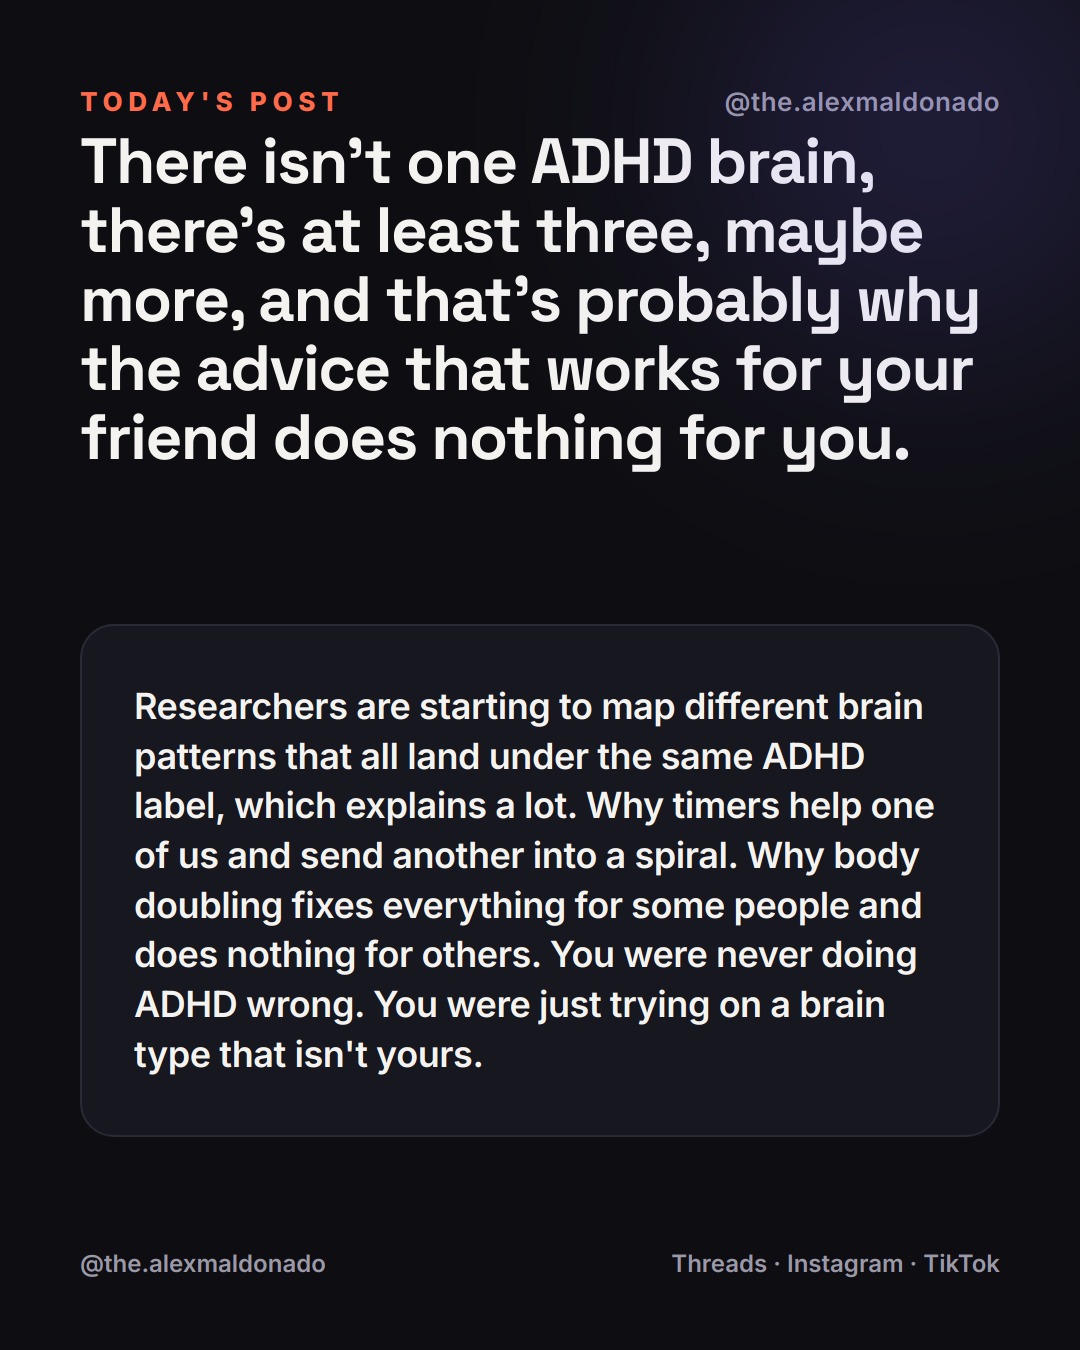 TODAY'S POST
@the.alexmaldonado
There isn’t one ADHD brain,
there’s at least three, maybe
more, and that’s probably why
the advice that works for your
friend does nothing for you.
Researchers are starting to map different brain
patterns that all land under the same ADHD
label, which explains a lot. Why timers help one
of us and send another into a spiral. Why body
doubling fixes everything for some people and
does nothing for others. You were never doing
ADHD wrong. You were just trying on a brain
type that isn't yours.
@the.alexmaldonado
Threads · Instagram · TikTok